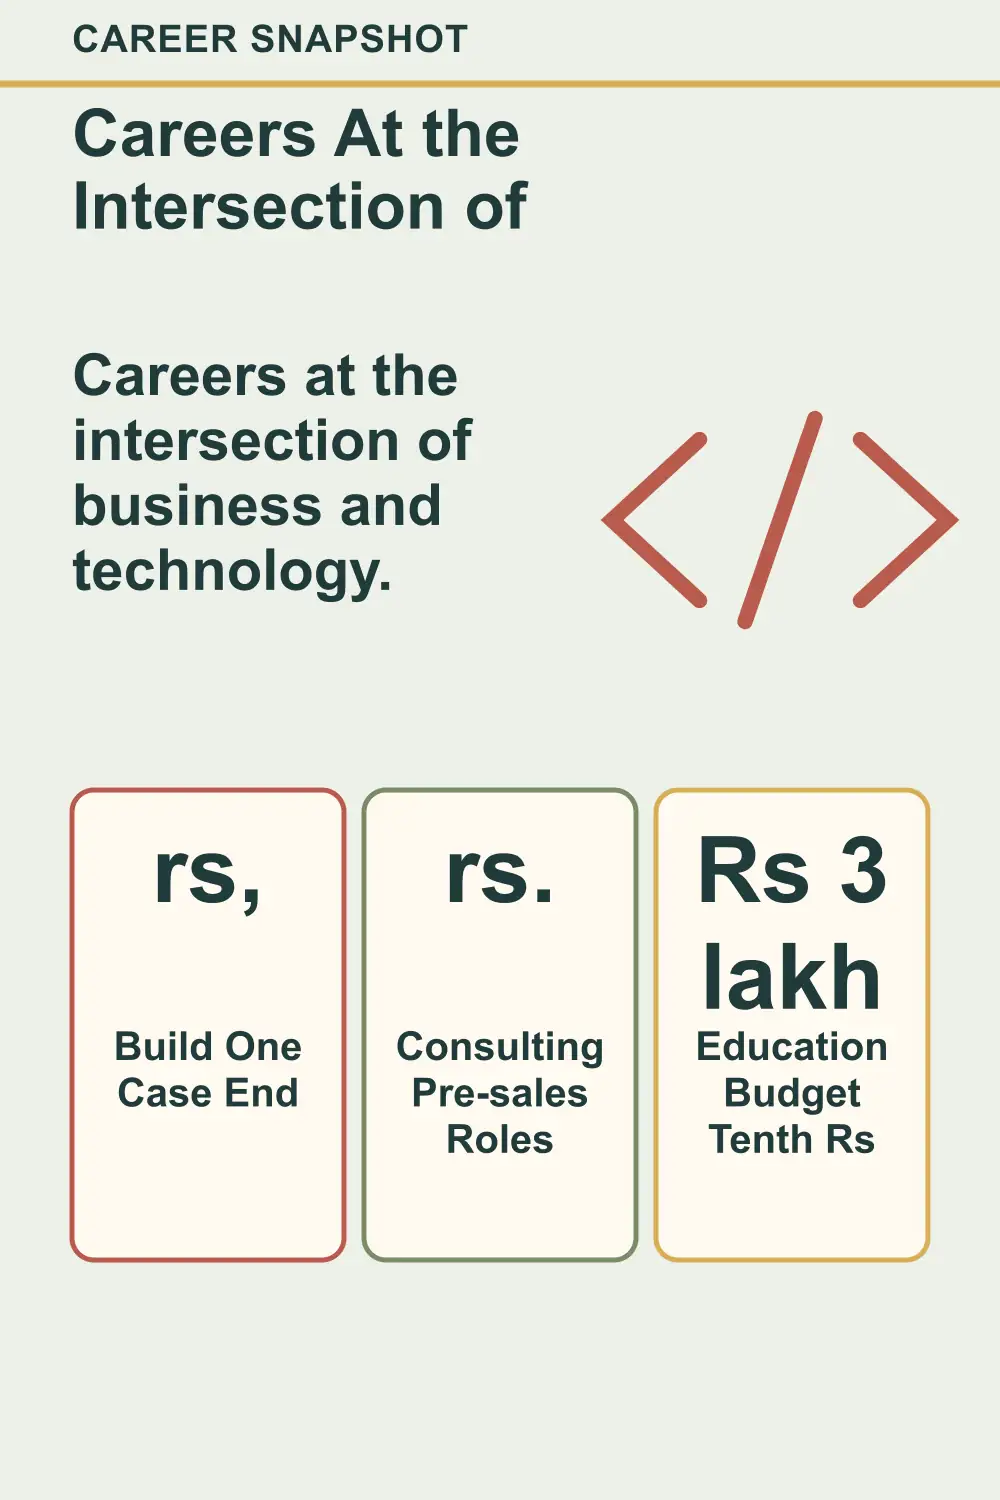 CAREER SNAPSHOT
Careers At the
Intersection of
Careers at the
intersection of
business and
technology.
rs,
Build One
Case End
rs.
Consulting
Pre-sales
Roles
Rs 3
lakh
Education
Budget
Tenth Rs